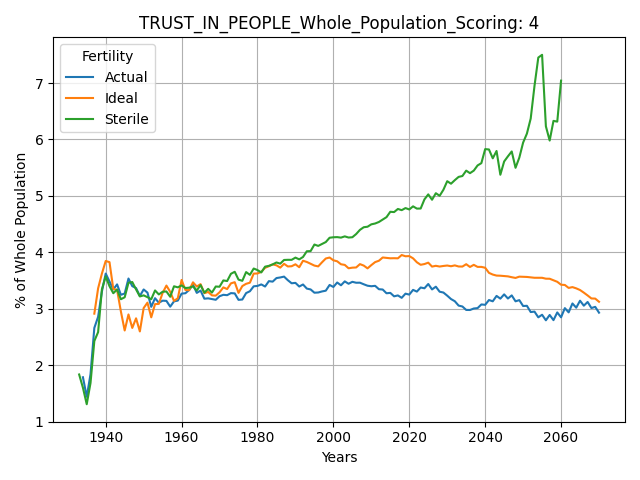 TRUST_IN_PEOPLE_Whole_Population_Scoring: 4
Fertility
Actual
Ideal
Sterile
% of Whole Population
7
6
5
4
3
2
1
1940 1960 1980 2000 2020 2040 2060
Years